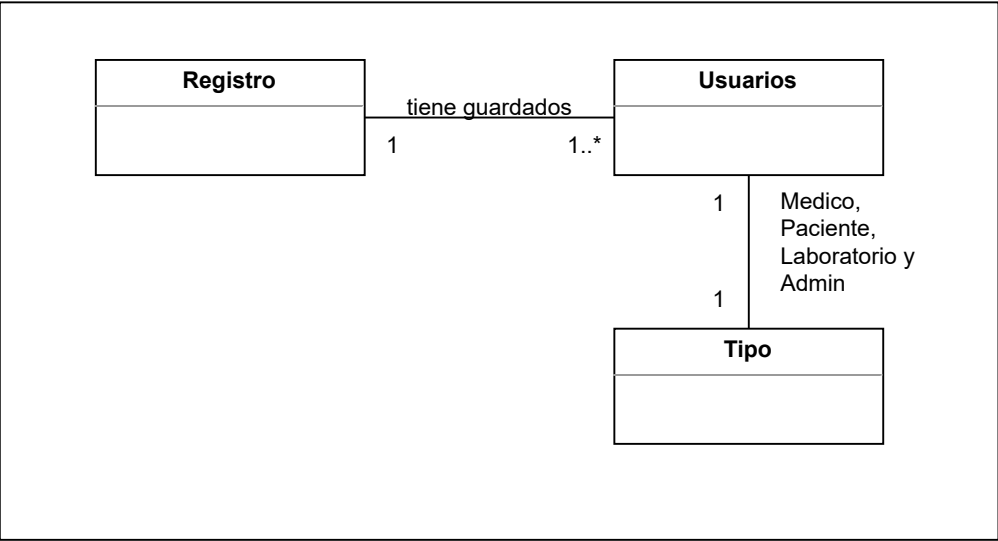 Registro
tiene guardados
Usuarios
1
1..*
1
Medico,
Paciente,
Laboratorio y
Admin
1
Tipo